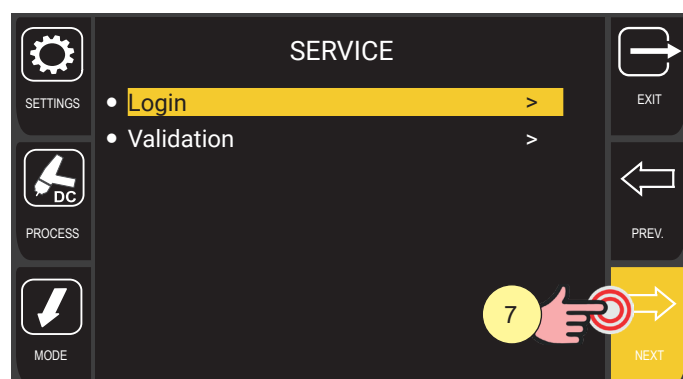 SERVICE
SETTINGS
EXIT
• Login >
• Validation >
DC
PROCESS
PREV.
7
MODE
NEXT